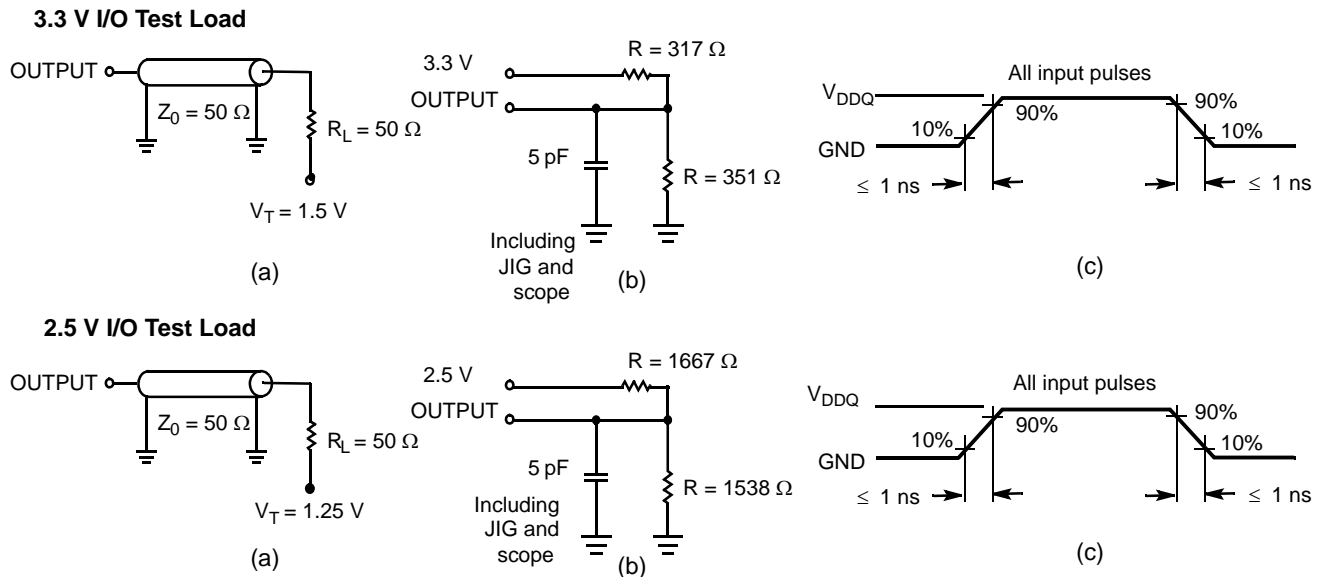 3.3 V I/O Test Load
OUTPUT
Z0 = 50 Ω
RL = 50 Ω
VT = 1.5 V
(a)
R = 317 Ω
3.3 V
OUTPUT
5 pF
R = 351 Ω
Including
JIG and
scope
(b)
All input pulses
VDDQ
GND
10%
90%
90%
10%
≤ 1 ns
≤ 1 ns
(c)
2.5 V I/O Test Load
OUTPUT
Z0 = 50 Ω
RL = 50 Ω
VT = 1.25 V
(a)
R = 1667 Ω
2.5 V
OUTPUT
5 pF
R = 1538 Ω
Including
JIG and
scope
(b)
All input pulses
VDDQ
GND
10%
90%
90%
10%
≤ 1 ns
≤ 1 ns
(c)